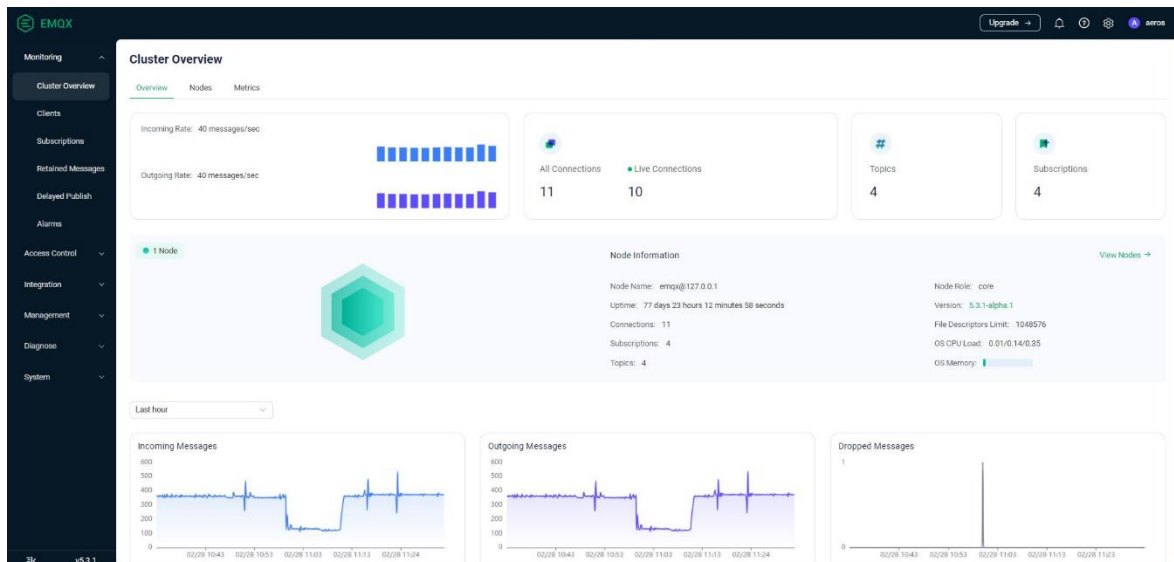 EMQX
Upgrade →
A aeros
Monitoring
Cluster Overview
Clients
Subscriptions
Retained Messages
Delayed Publish
Alarms
Access Control
Integration
Management
Diagnose
System
v5.3.1
Cluster Overview
Overview Nodes Metrics
Incoming Rate: 40 messages/sec
Outgoing Rate: 40 messages/sec
All Connections
11
Live Connections
10
Topics
4
Subscriptions
4
1 Node
Node Information
View Nodes →
Node Name: emqx@127.0.0.1
Node Role: core
Uptime: 77 days 23 hours 12 minutes 58 seconds
Version: 5.3.1-alpha.1
Connections: 11
File Descriptors Limit: 1048576
Subscriptions: 4
OS CPU Load: 0.01/0.14/0.35
Topics: 4
OS Memory:
Last hour
Incoming Messages
600
500
400
300
200
100
0
02/28 10:43 02/28 10:53 02/28 11:03 02/28 11:13 02/28 11:24
Outgoing Messages
600
500
400
300
200
100
0
02/28 10:43 02/28 10:53 02/28 11:03 02/28 11:13 02/28 11:24
Dropped Messages
1
0
02/28 10:43 02/28 10:53 02/28 11:03 02/28 11:13 02/28 11:23